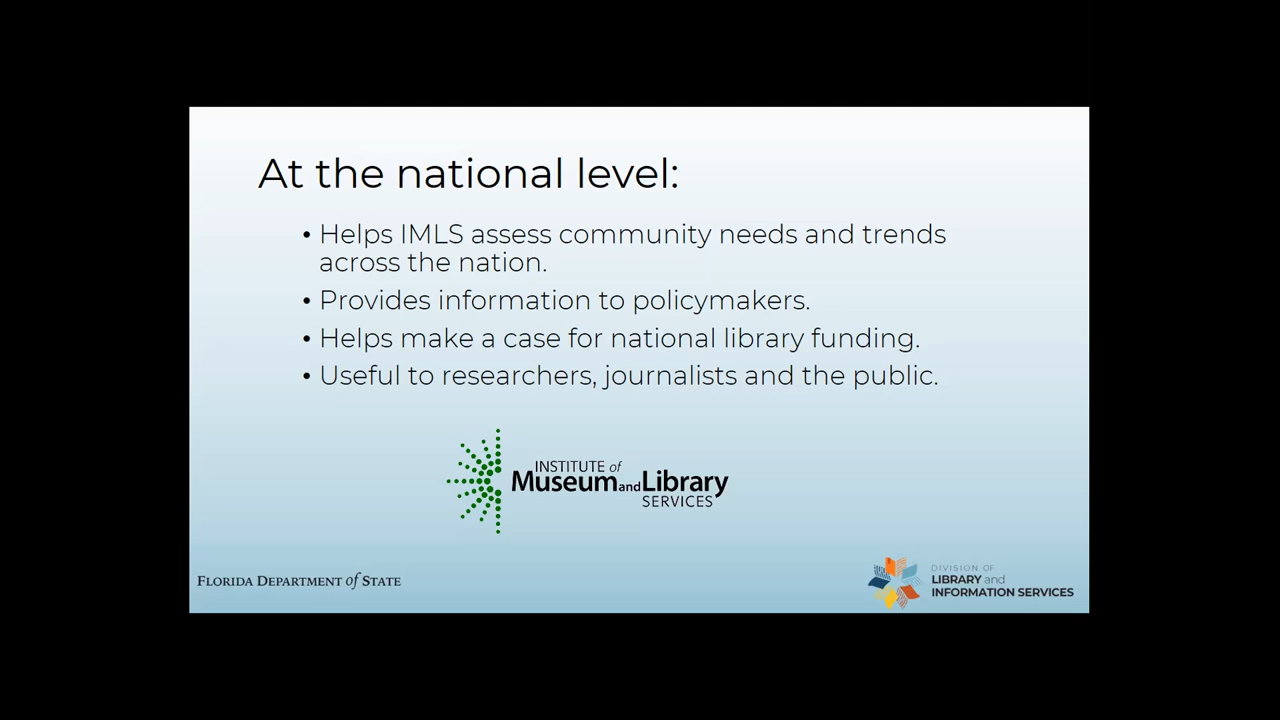 At the national level:
• Helps IMLS assess community needs and trends
across the nation.
• Provides information to policymakers.
• Helps make a case for national library funding.
• Useful to researchers, journalists and the public.
INSTITUTE of
Museum and Library
SERVICES
FLORIDA DEPARTMENT of STATE
DIVISION OF
LIBRARY and
INFORMATION SERVICES